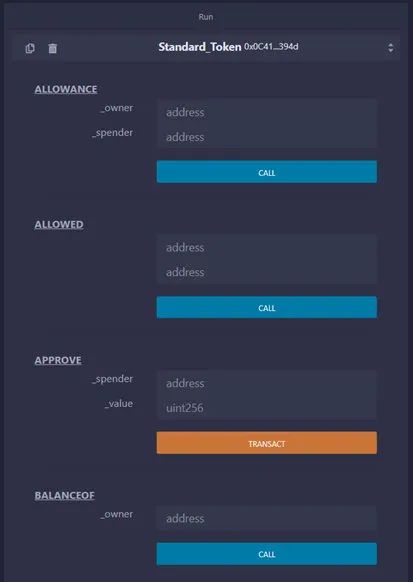 Run
Standard_Token 0x0C41...394d
ALLOWANCE
_owner address
_spender address
CALL
ALLOWED
address
address
CALL
APPROVE
_spender address
_value uint256
TRANSACT
BALANCEOF
_owner address
CALL